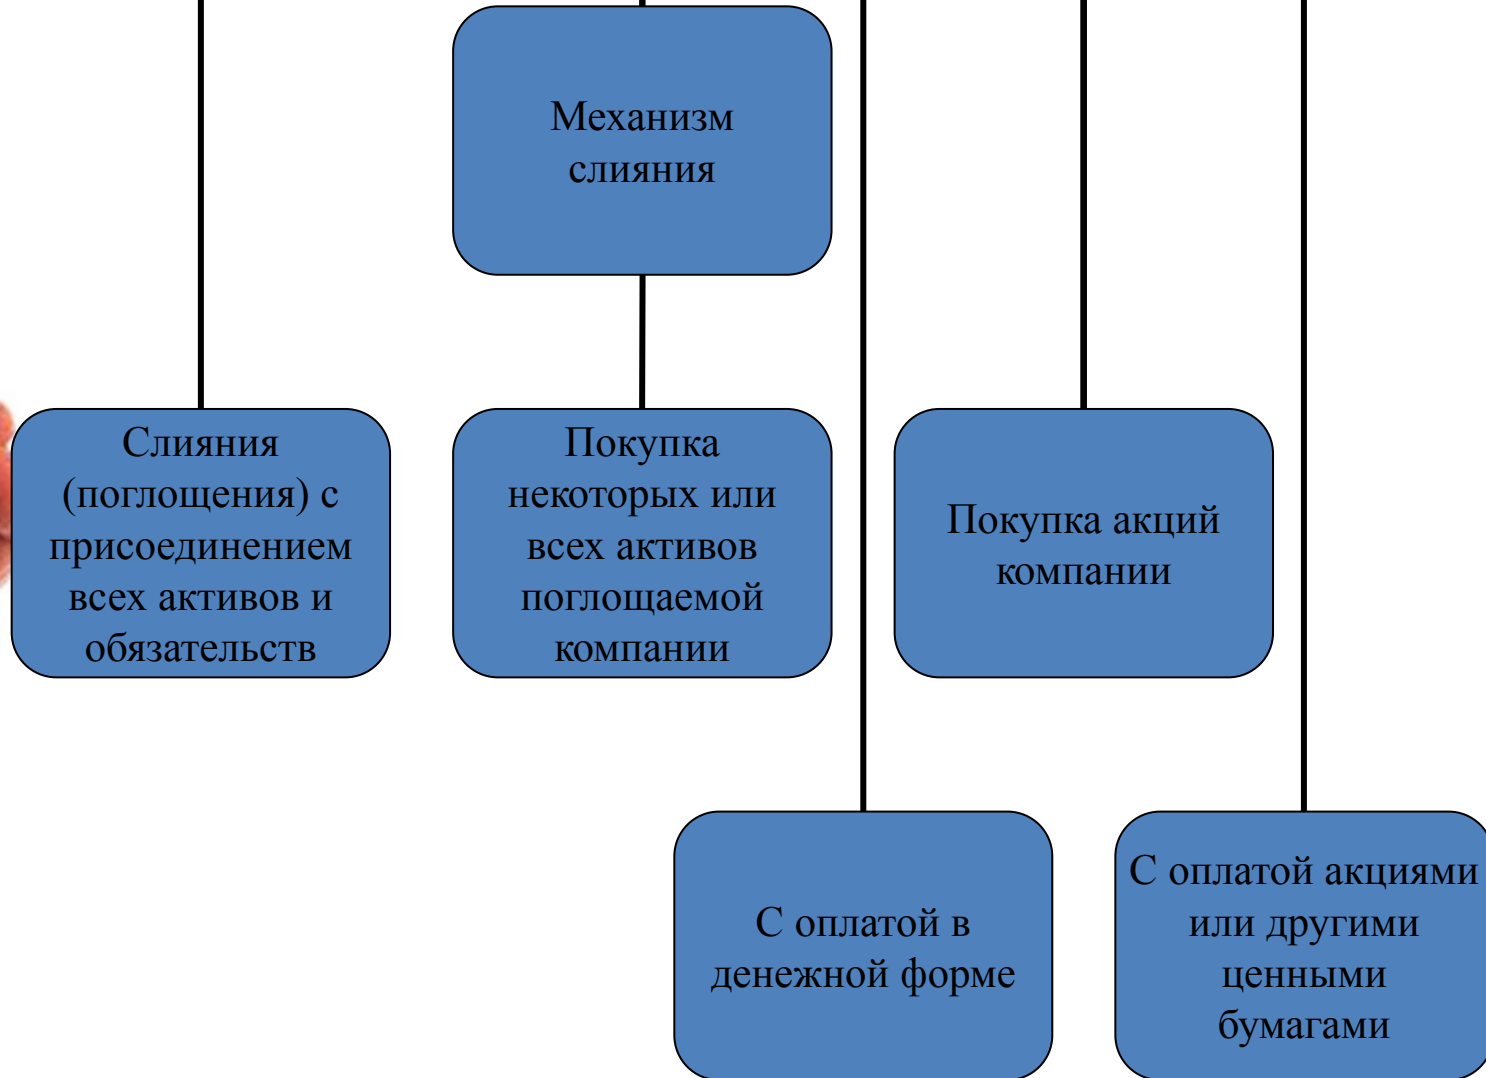 Механизм
слияния
Слияния
(поглощения) с
присоединением
всех активов и
обязательств
Покупка
некоторых или
всех активов
поглощаемой
компании
Покупка акций
компании
С оплатой в
денежной форме
С оплатой акциями
или другими
ценными
бумагами